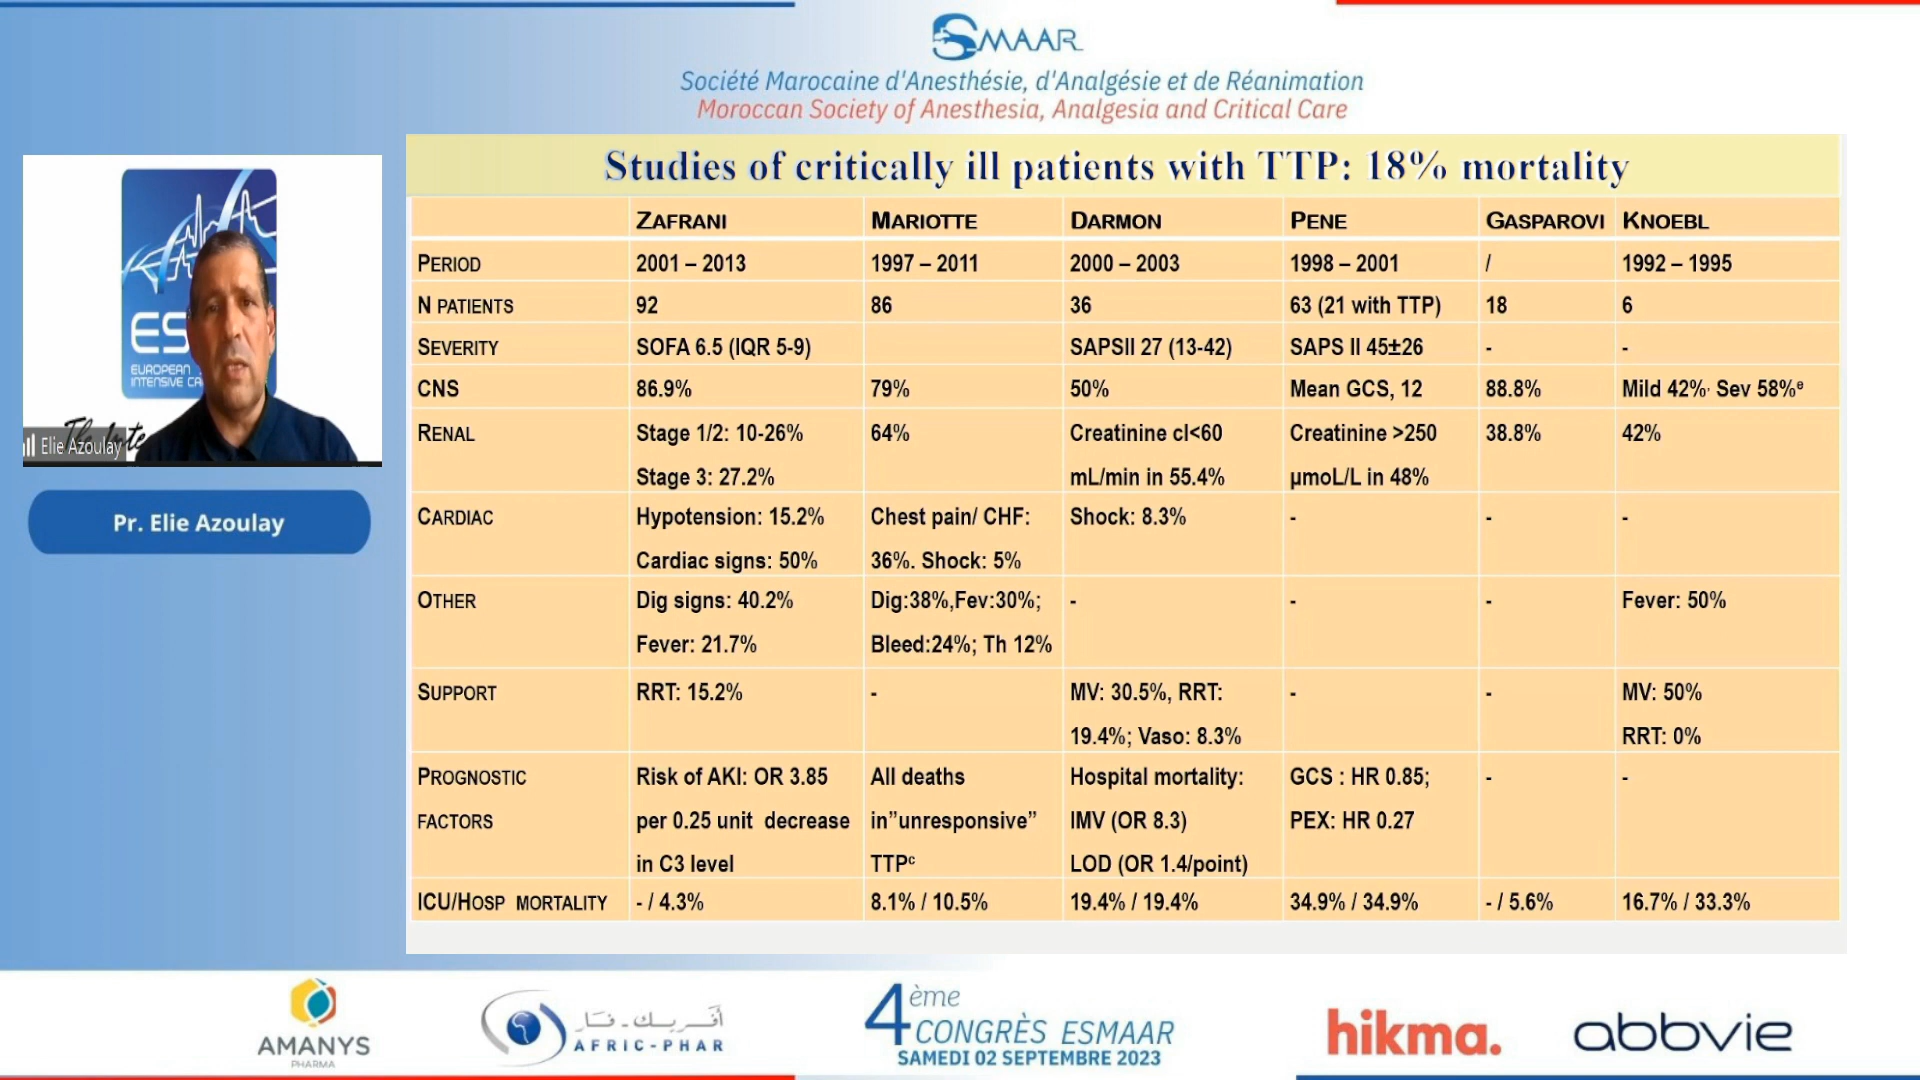 SMAAR
Société Marocaine d'Anesthésie, d'Analgésie et de Réanimation
Moroccan Society of Anesthesia, Analgesia and Critical Care
ES
EUROPEAN
INTENSIVE CA
Elie Azoulay
Pr. Elie Azoulay
Studies of critically ill patients with TTP: 18% mortality
ZAFRANI MARIOTTE DARMON PENE GASPAROVI KNOEBL
PERIOD 2001 – 2013 1997 – 2011 2000 – 2003 1998 – 2001 / 1992 – 1995
N PATIENTS 92 86 36 63 (21 with TTP) 18 6
SEVERITY SOFA 6.5 (IQR 5-9) SAPSII 27 (13-42) SAPS II 45±26 - -
CNS 86.9% 79% 50% Mean GCS, 12 88.8% Mild 42%, Sev 58%e
RENAL Stage 1/2: 10-26% 64% Creatinine cl<60 Creatinine >250 38.8% 42%
Stage 3: 27.2% mL/min in 55.4% µmoL/L in 48%
CARDIAC Hypotension: 15.2% Chest pain/ CHF: Shock: 8.3% - - -
Cardiac signs: 50% 36%. Shock: 5%
OTHER Dig signs: 40.2% Dig:38%,Fev:30%; - - - Fever: 50%
Fever: 21.7% Bleed:24%; Th 12%
SUPPORT RRT: 15.2% - MV: 30.5%, RRT: - - MV: 50%
19.4%; Vaso: 8.3% RRT: 0%
PROGNOSTIC Risk of AKI: OR 3.85 All deaths Hospital mortality: GCS : HR 0.85; - -
FACTORS per 0.25 unit decrease in”unresponsive” IMV (OR 8.3) PEX: HR 0.27
in C3 level TTPc LOD (OR 1.4/point)
ICU/HOSP MORTALITY - / 4.3% 8.1% / 10.5% 19.4% / 19.4% 34.9% / 34.9% - / 5.6% 16.7% / 33.3%
AMANYS
PHARMA
أفريك-فار
AFRIC-PHAR
4ème
CONGRÈS ESMAAR
SAMEDI 02 SEPTEMBRE 2023
hikma.
abbvie